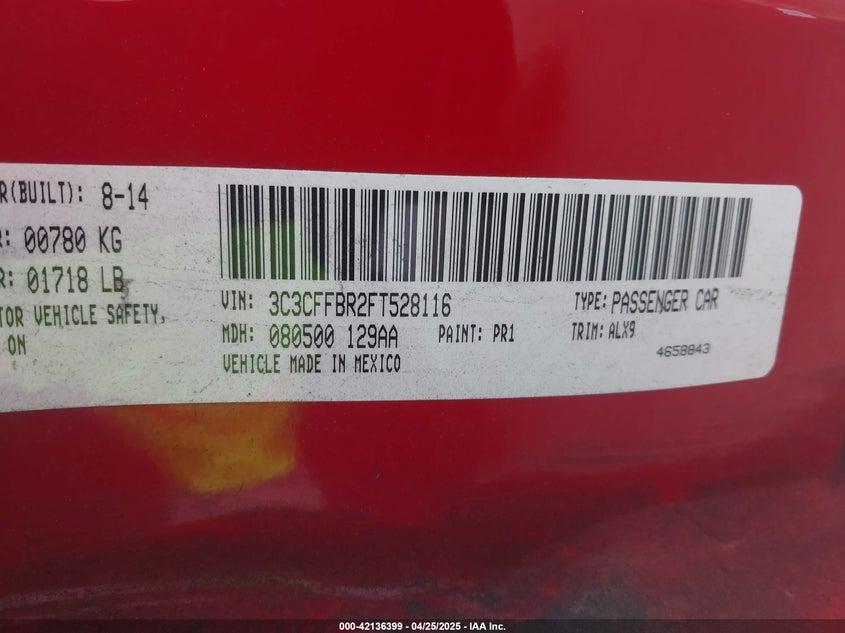 R(BUILT): 8-14
R: 00780 KG
R: 01718 LB
TOR VEHICLE SAFETY,
ON
VIN: 3C3CFFBR2FT528116
TYPE: PASSENGER CAR
MDH: 080500 129AA PAINT: PR1 TRIM: ALX9
VEHICLE MADE IN MEXICO
4658843
000-42136399 - 04/25/2025 - IAA Inc.